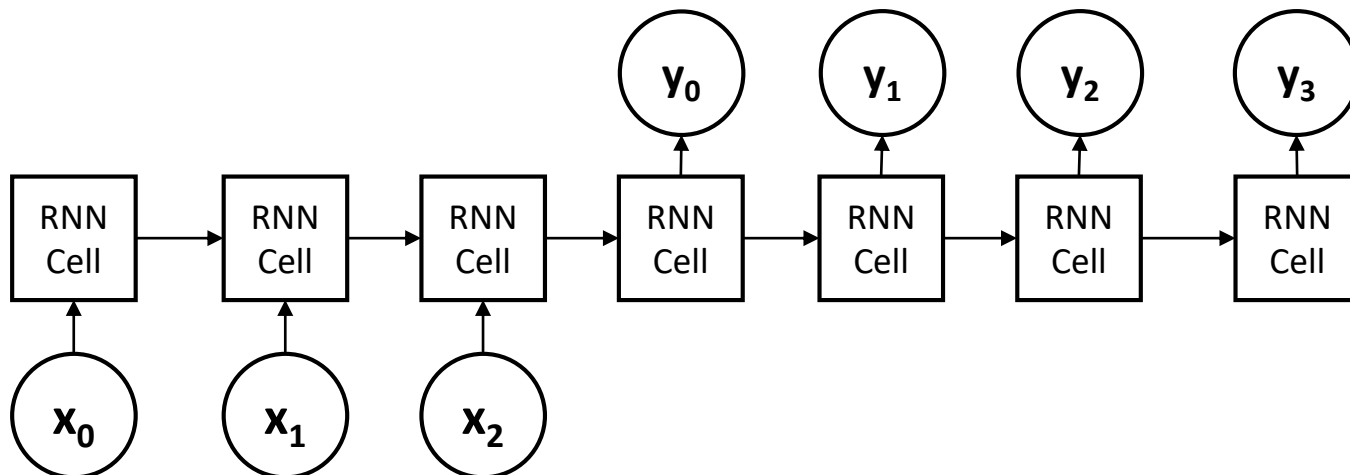 y₀ y₁ y₂ y₃
RNN RNN RNN RNN RNN RNN RNN
Cell Cell Cell Cell Cell Cell Cell
x₀ x₁ x₂